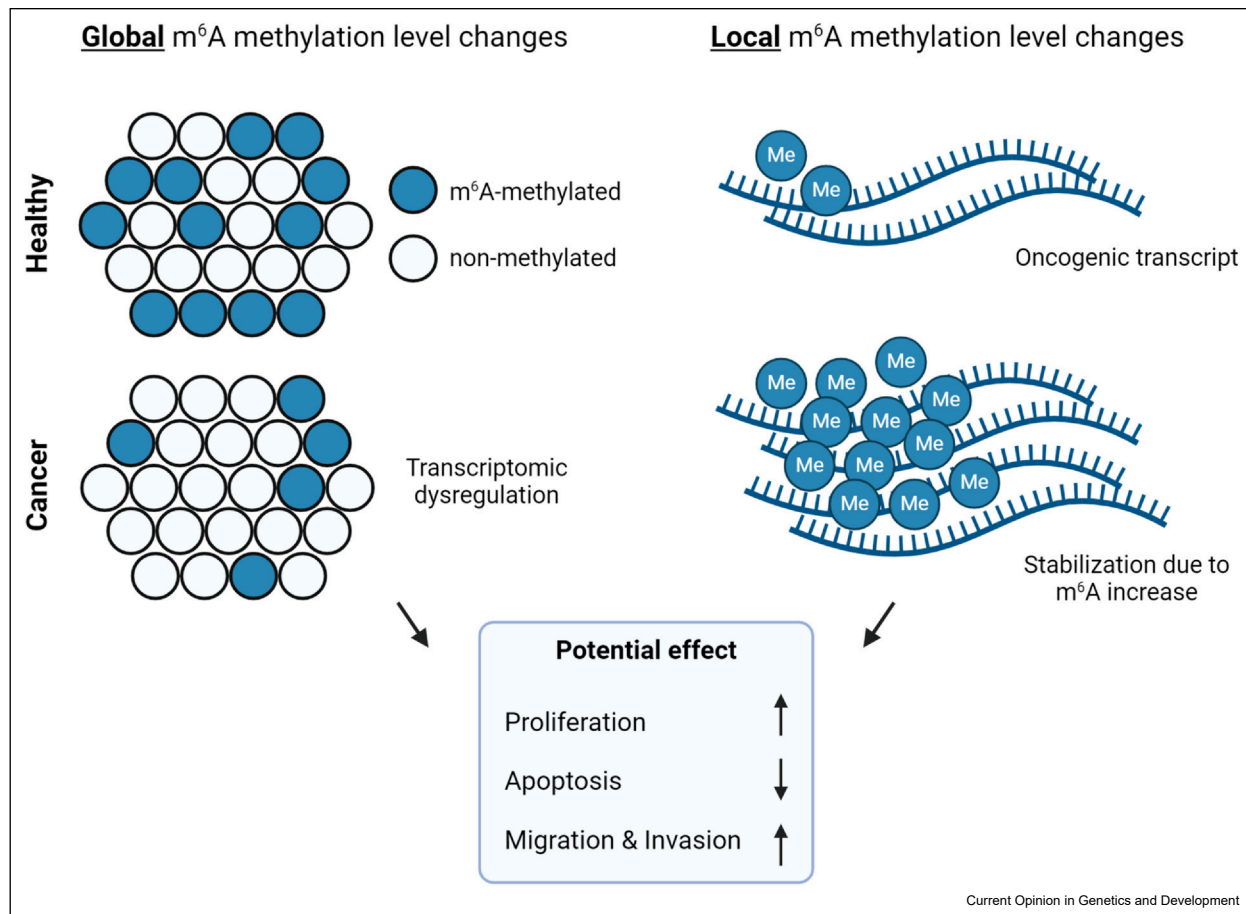 Global m⁶A methylation level changes
Local m⁶A methylation level changes
Healthy
m⁶A-methylated
non-methylated
Me
Me
Oncogenic transcript
Cancer
Transcriptomic
dysregulation
Me
Me
Me
Me
Me
Me
Me
Me
Me
Me
Me
Me
Stabilization due to
m⁶A increase
Potential effect
Proliferation ↑
Apoptosis ↓
Migration & Invasion ↑
Current Opinion in Genetics and Development